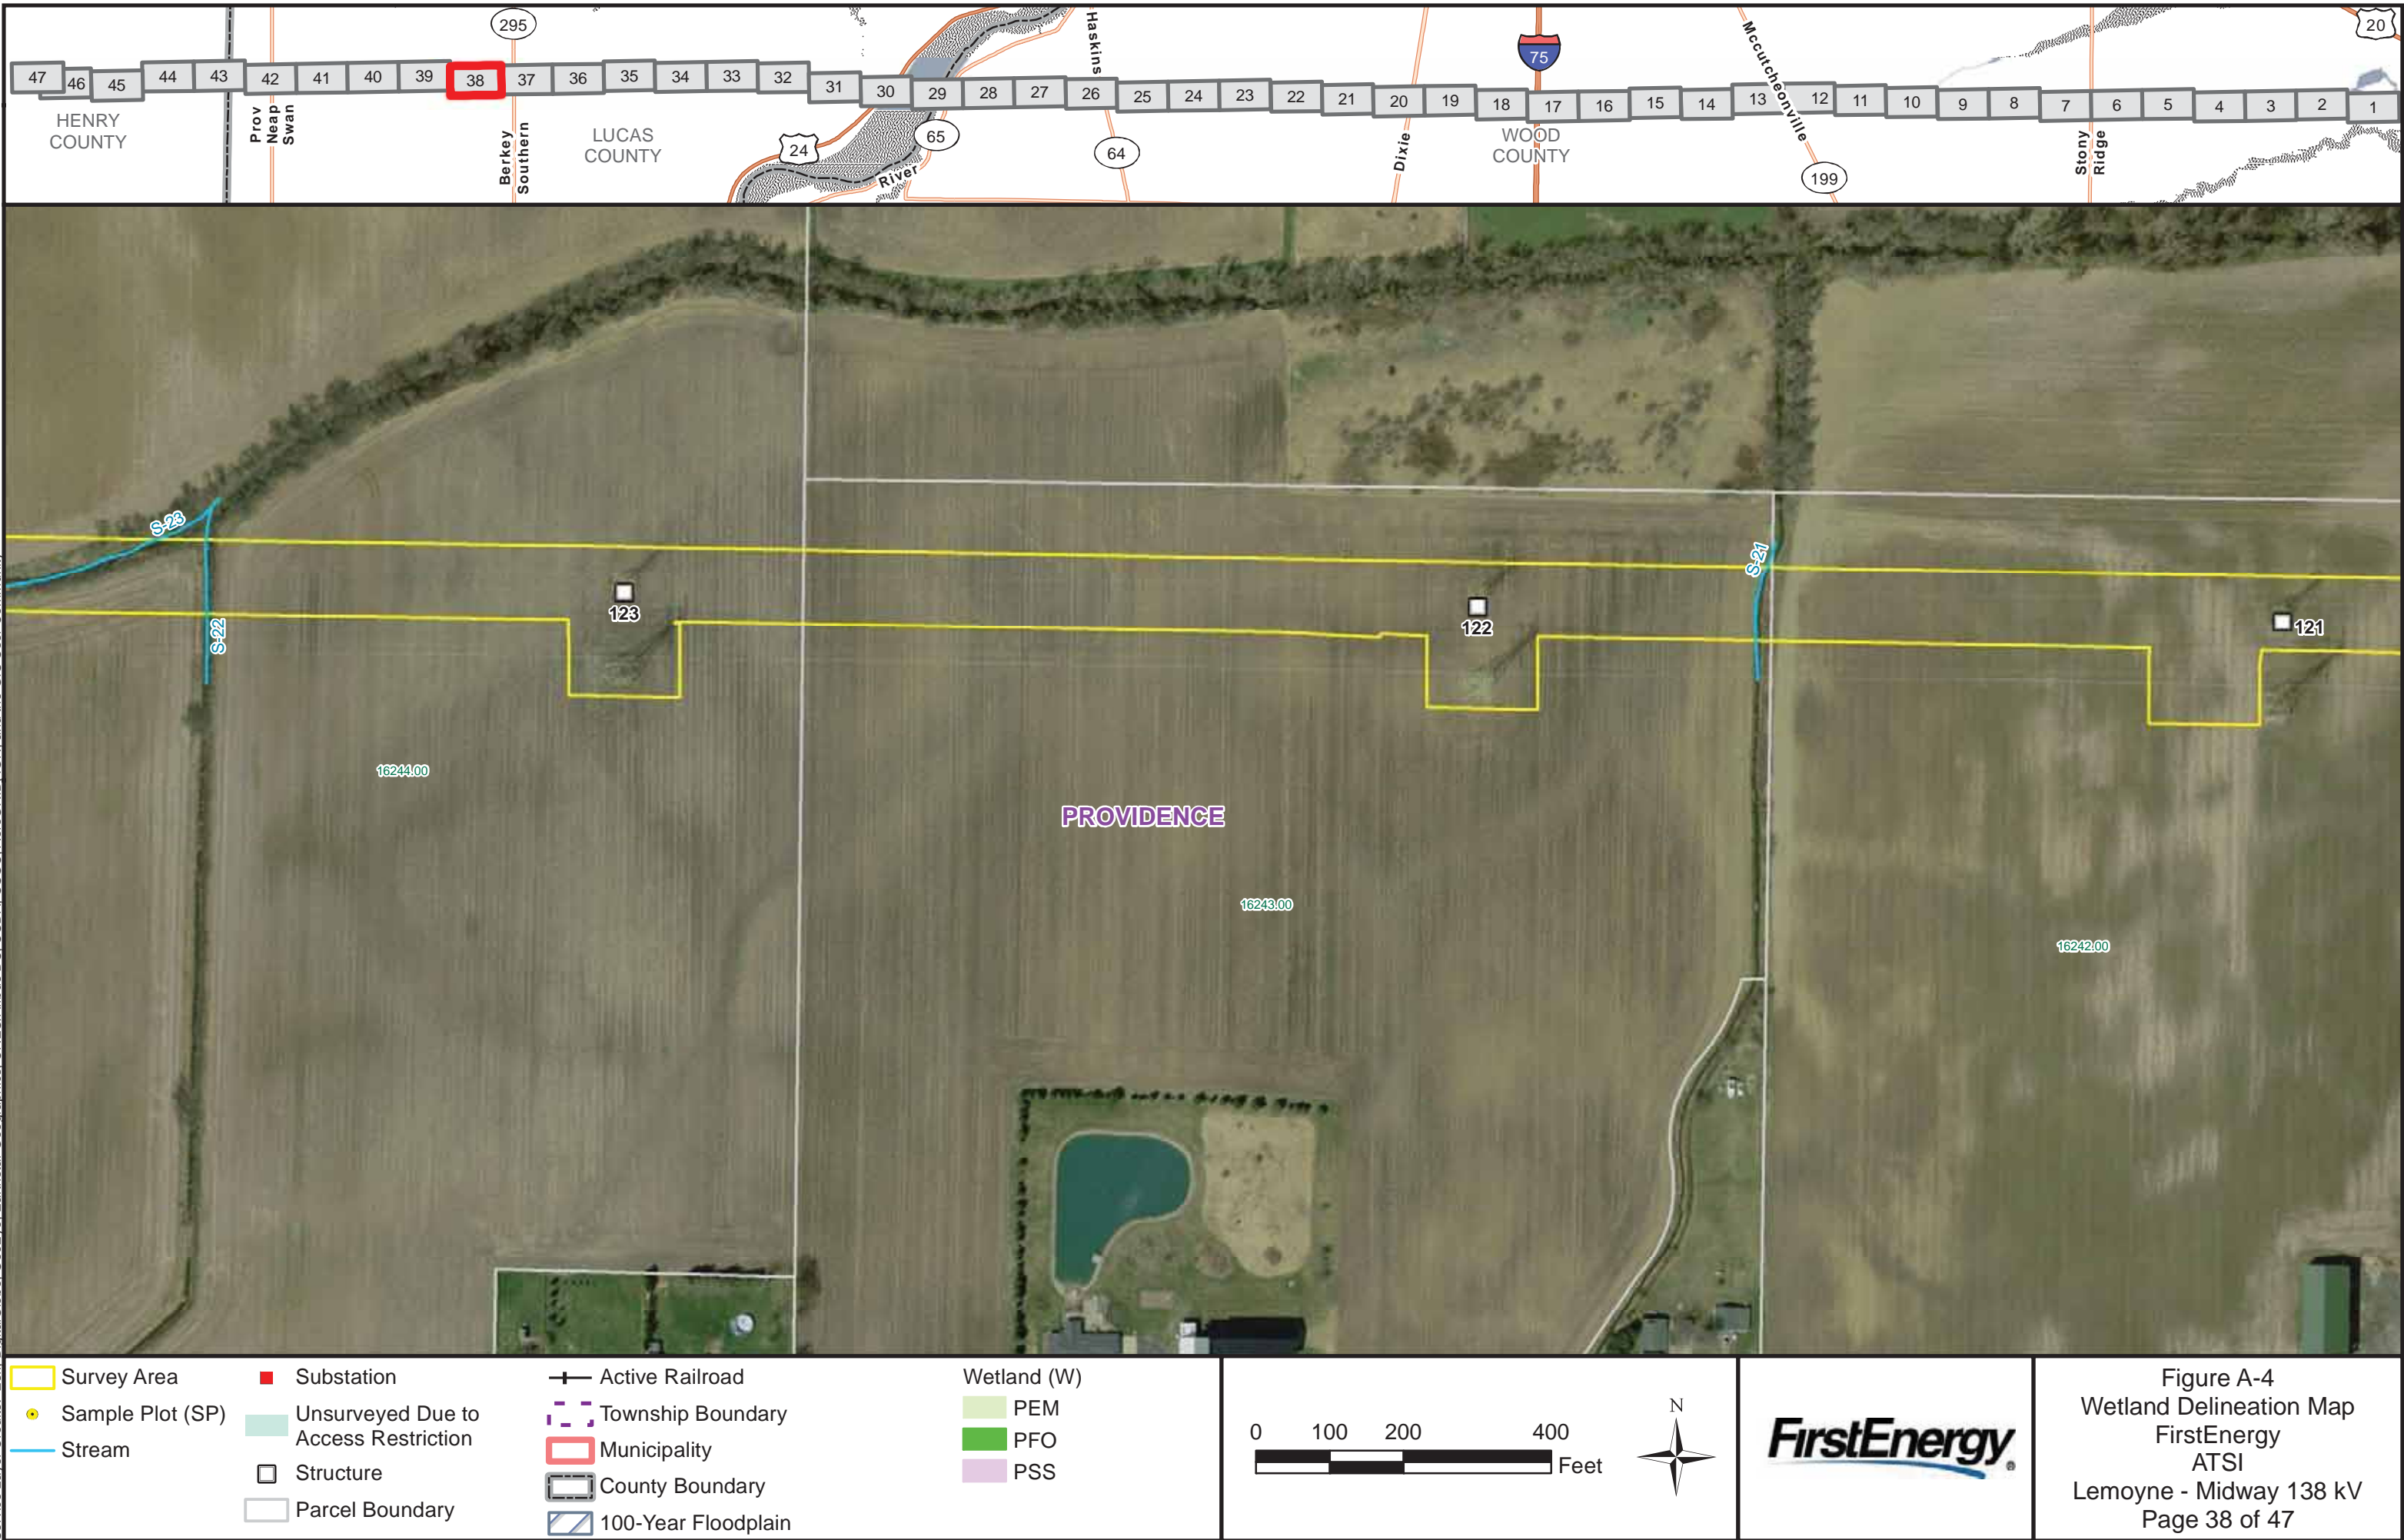 295
Haskins
75
Mccutcheonville
20
47 46 45 44 43 42 41 40 39 38 37 36 35 34 33 32 31 30 29 28 27 26 25 24 23 22 21 20 19 18 17 16 15 14 13 12 11 10 9 8 7 6 5 4 3 2 1
HENRY
COUNTY
Prov
Neap
Swan
Berkey
Southern
LUCAS
COUNTY
24
65
River
64
Dixie
WOOD
COUNTY
199
Stony
Ridge
S-23
S-22
S-21
123
122
121
16244.00
PROVIDENCE
16243.00
16242.00
Survey Area
Sample Plot (SP)
Stream
Substation
Unsurveyed Due to
Access Restriction
Structure
Parcel Boundary
Active Railroad
Township Boundary
Municipality
County Boundary
100-Year Floodplain
Wetland (W)
PEM
PFO
PSS
0 100 200 400
Feet
N
FirstEnergy®
Figure A-4
Wetland Delineation Map
FirstEnergy
ATSI
Lemoyne - Midway 138 kV
Page 38 of 47